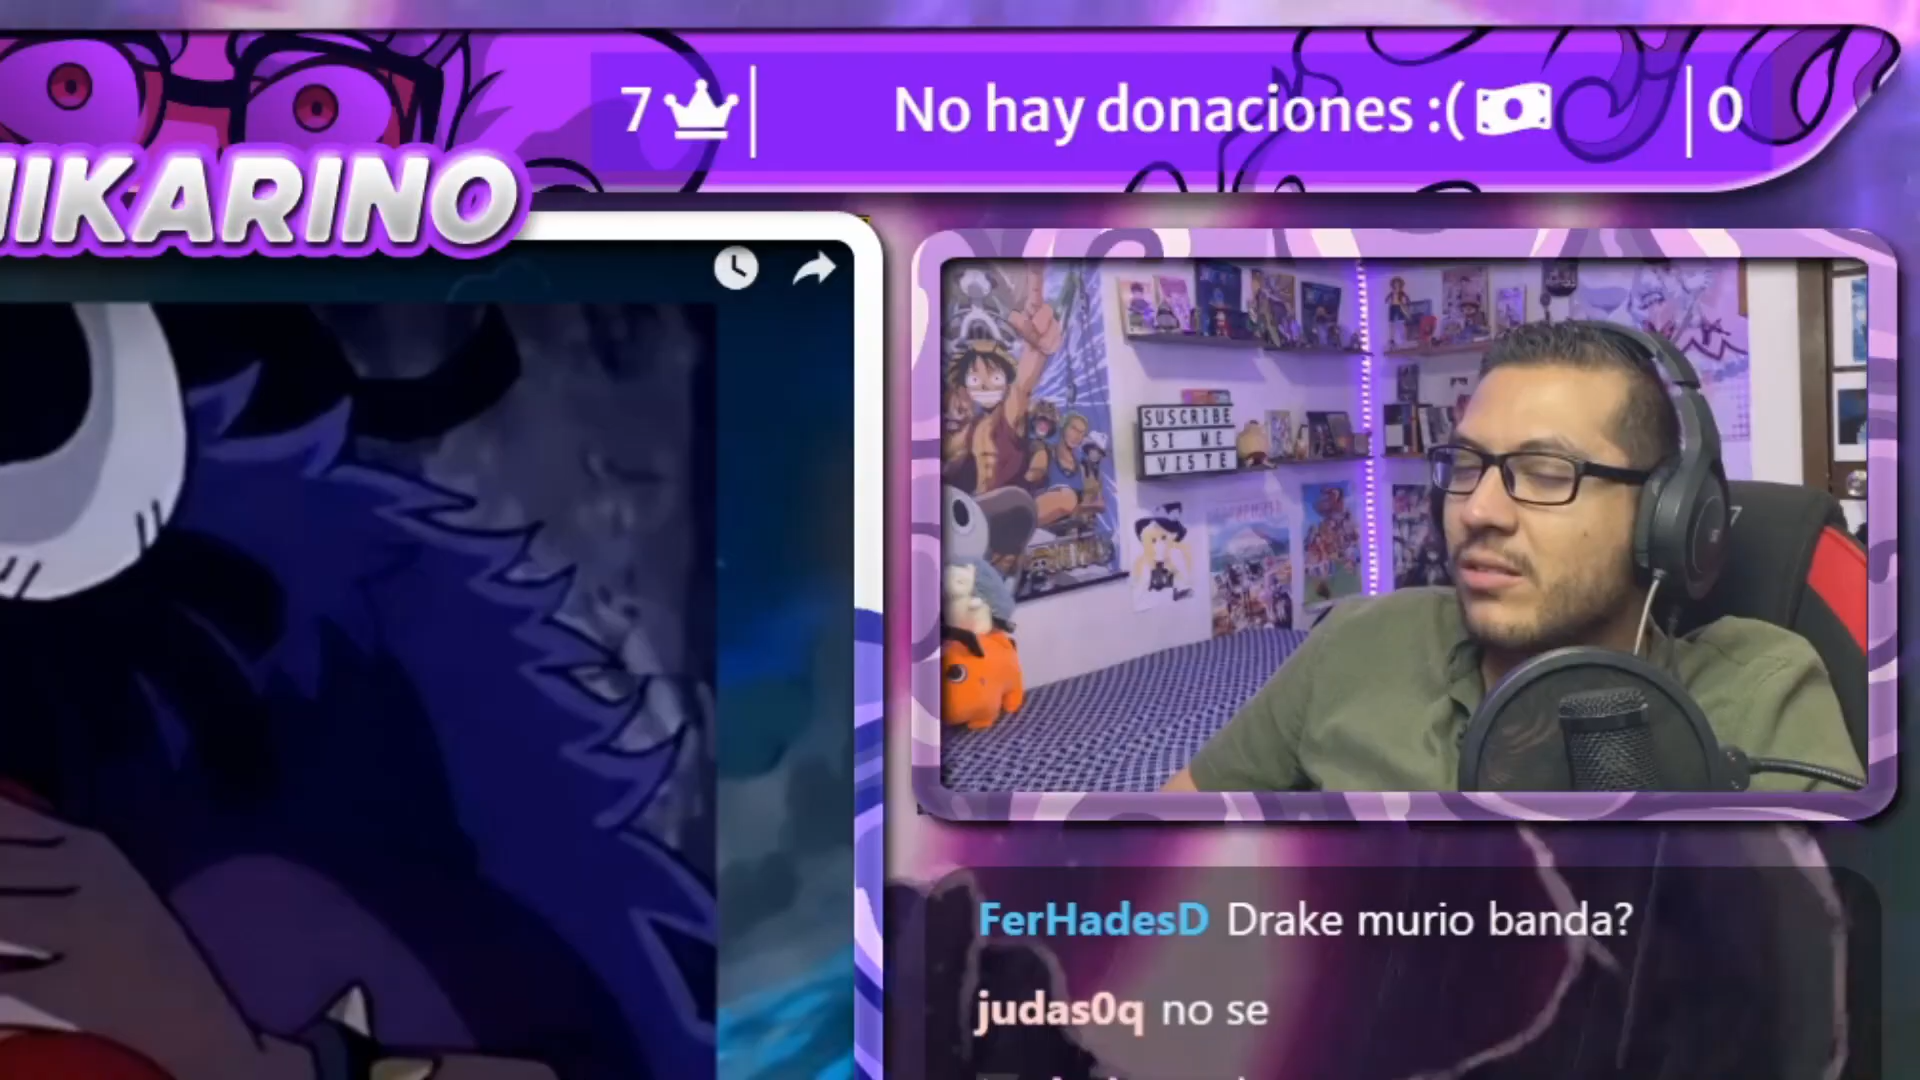 7
No hay donaciones :(
0
IKARINO
SUSCRIBE
SI ME
VISTE
FerHadesD Drake murio banda?
judas0q no se